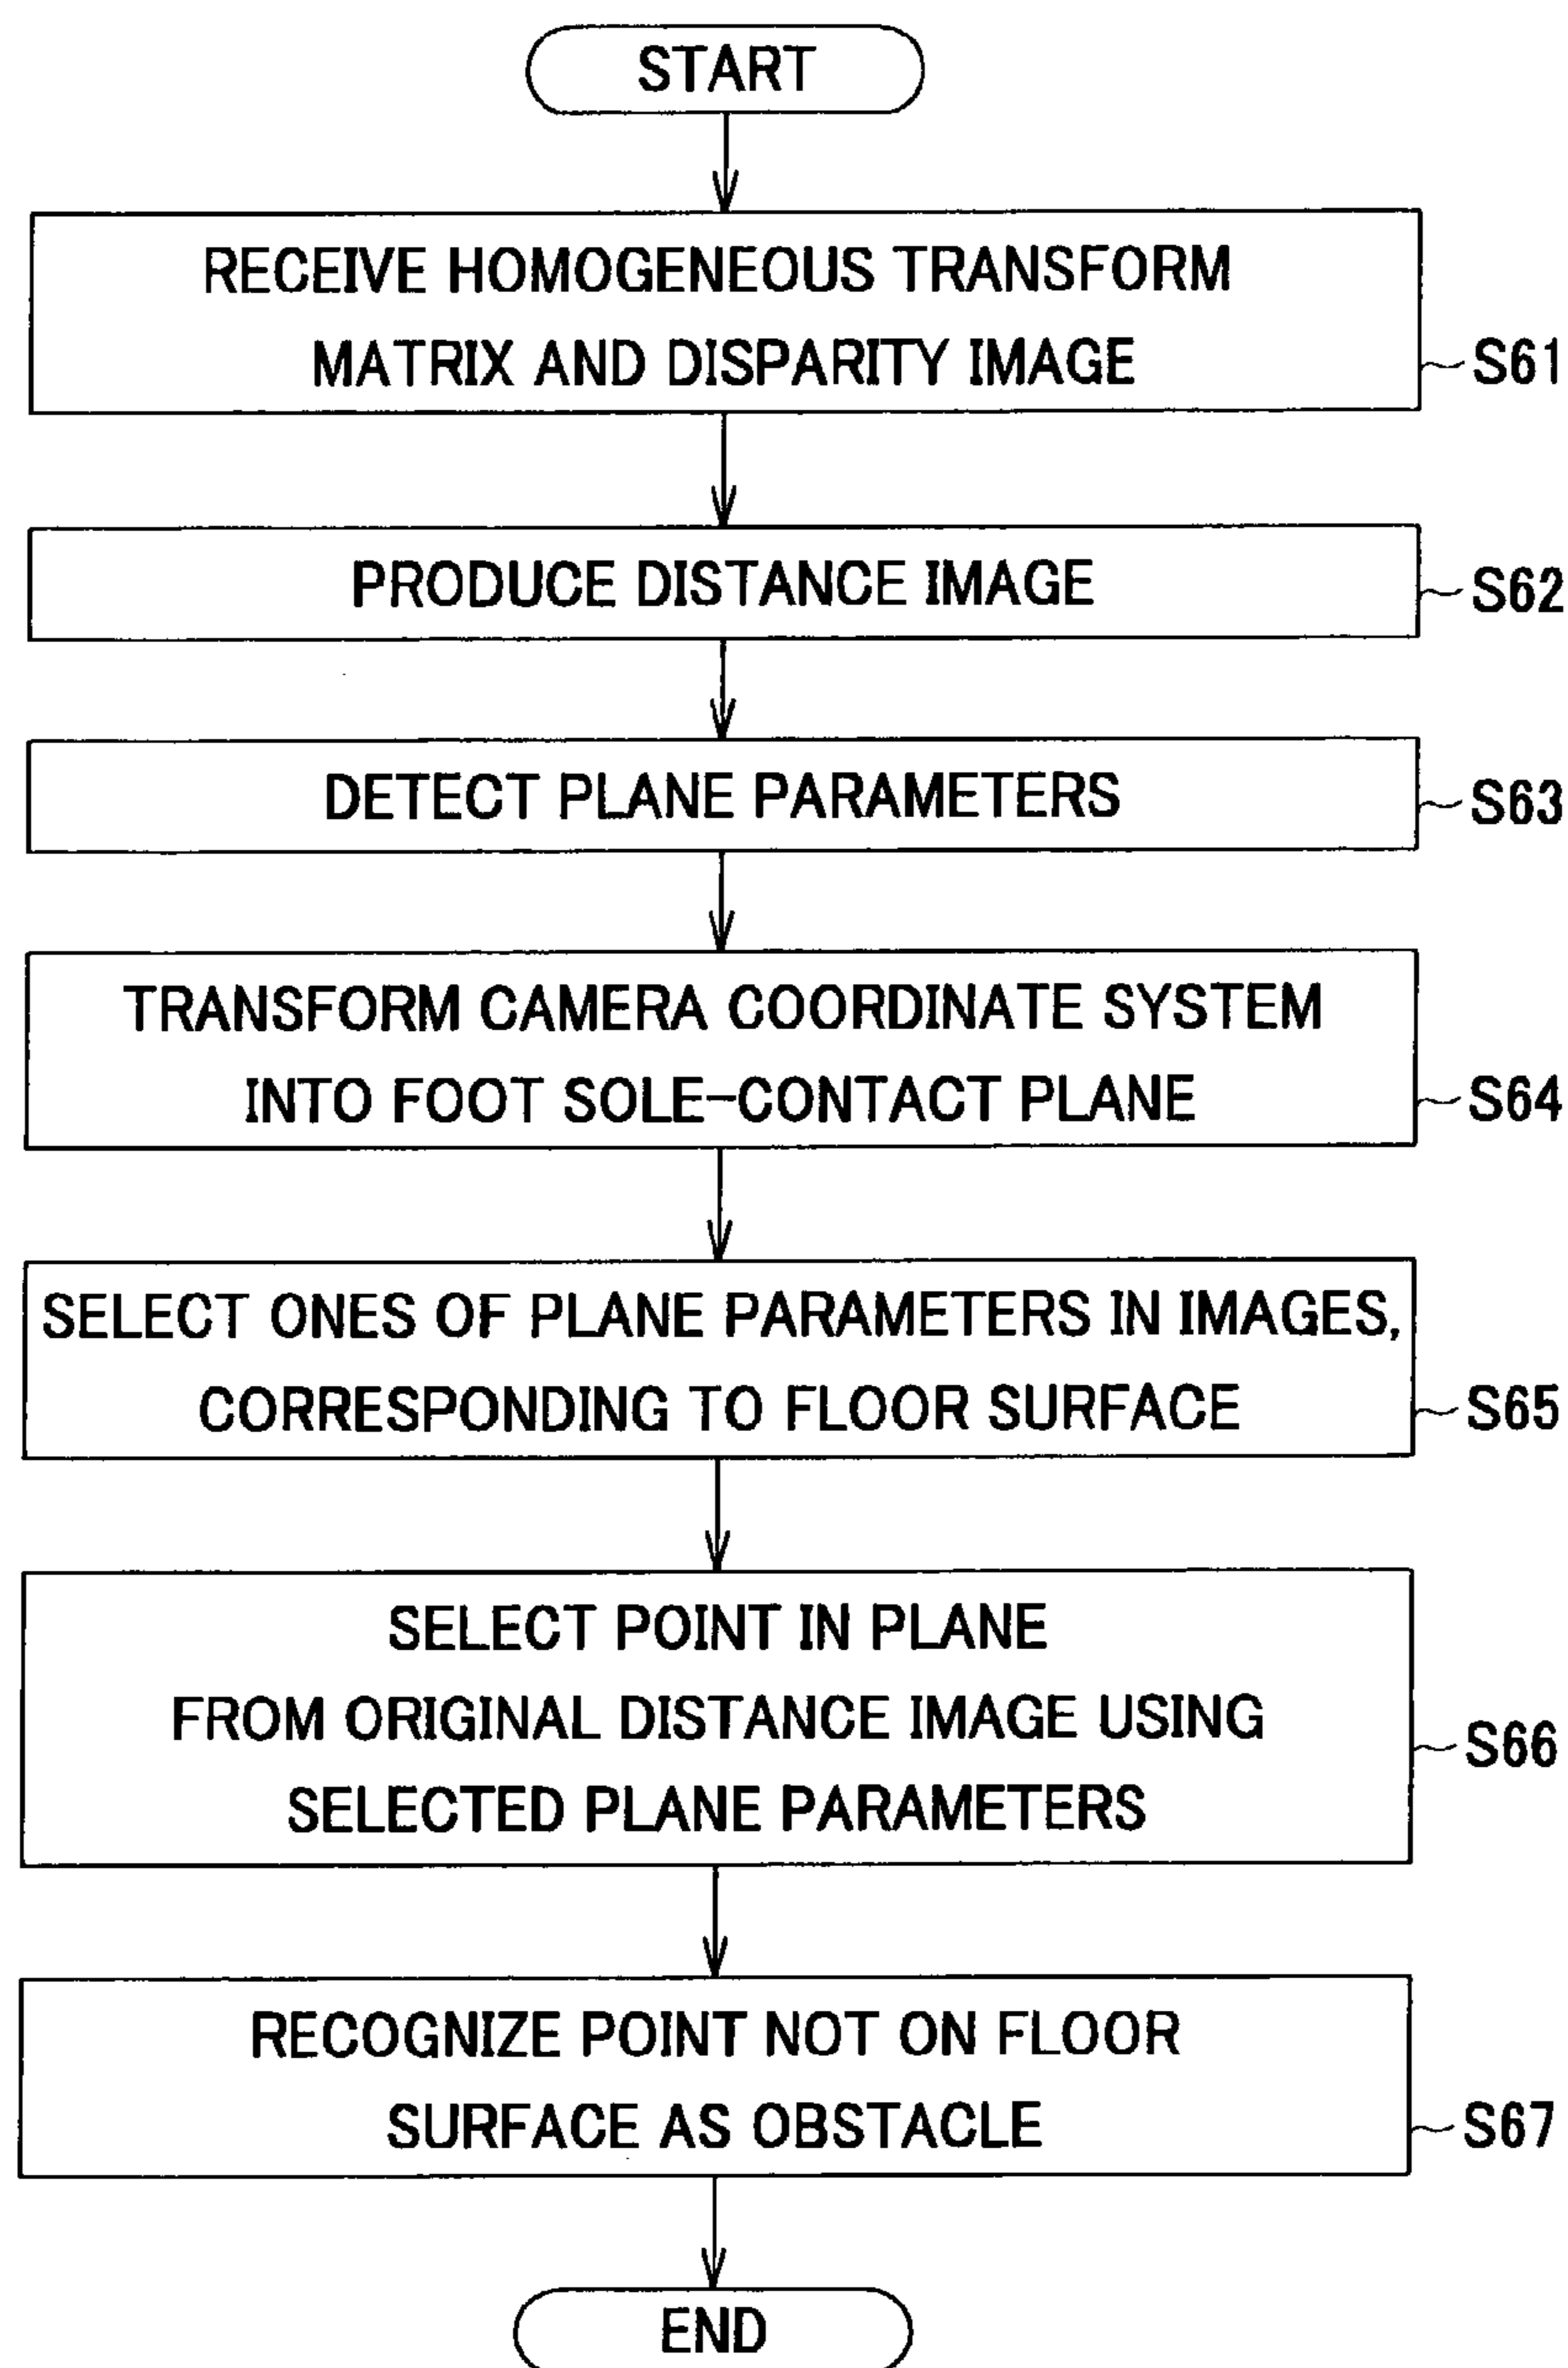 START
RECEIVE HOMOGENEOUS TRANSFORM
MATRIX AND DISPARITY IMAGE
S61
PRODUCE DISTANCE IMAGE
S62
DETECT PLANE PARAMETERS
S63
TRANSFORM CAMERA COORDINATE SYSTEM
INTO FOOT SOLE-CONTACT PLANE
S64
SELECT ONES OF PLANE PARAMETERS IN IMAGES,
CORRESPONDING TO FLOOR SURFACE
S65
SELECT POINT IN PLANE
FROM ORIGINAL DISTANCE IMAGE USING
S66
SELECTED PLANE PARAMETERS
RECOGNIZE POINT NOT ON FLOOR
SURFACE AS OBSTACLE
S67
END